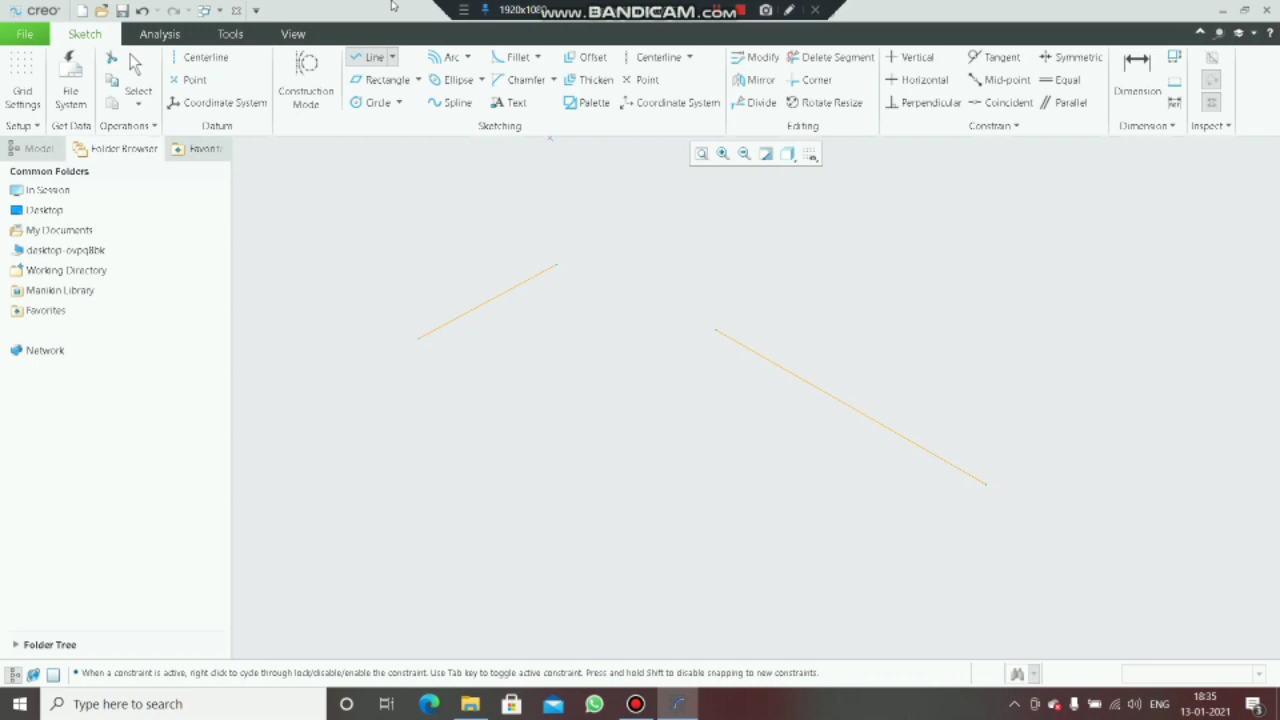 creo 1920x1080 www.BANDICAM.com
File Sketch Analysis Tools View
Grid Settings
Setup
File System
Get Data
Select
Operations
Centerline
Point
Coordinate System
Datum
Construction Mode
Line Arc Fillet Offset Centerline
Rectangle Ellipse Chamfer Thicken Point
Circle Spline Text Palette Coordinate System
Sketching
Modify Delete Segment
Mirror Corner
Divide Rotate Resize
Editing
Vertical Tangent Symmetric
Horizontal Mid-point Equal
Perpendicular Coincident Parallel
Constrain
Dimension
Dimension
Inspect
Model Folder Browser Favorit
Common Folders
In Session
Desktop
My Documents
desktop-ovpq8bk
Working Directory
Manikin Library
Favorites
Network
Folder Tree
• When a constraint is active, right click to cycle through lock/disable/enable the constraint. Use Tab key to toggle active constraint. Press and hold Shift to disable snapping to new constraints.
Type here to search
ENG
18:35
13-01-2021
3